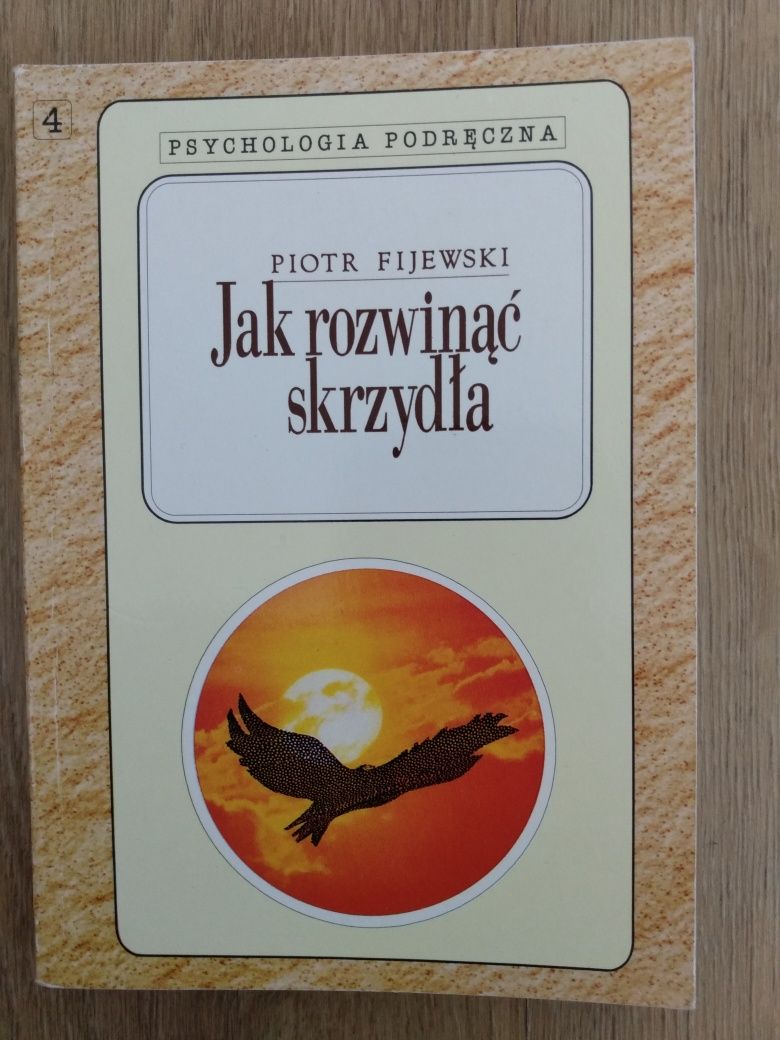 4
PSYCHOLOGIA PODRĘCZNA
PIOTR FIJEWSKI
Jak rozwinąć
skrzydła